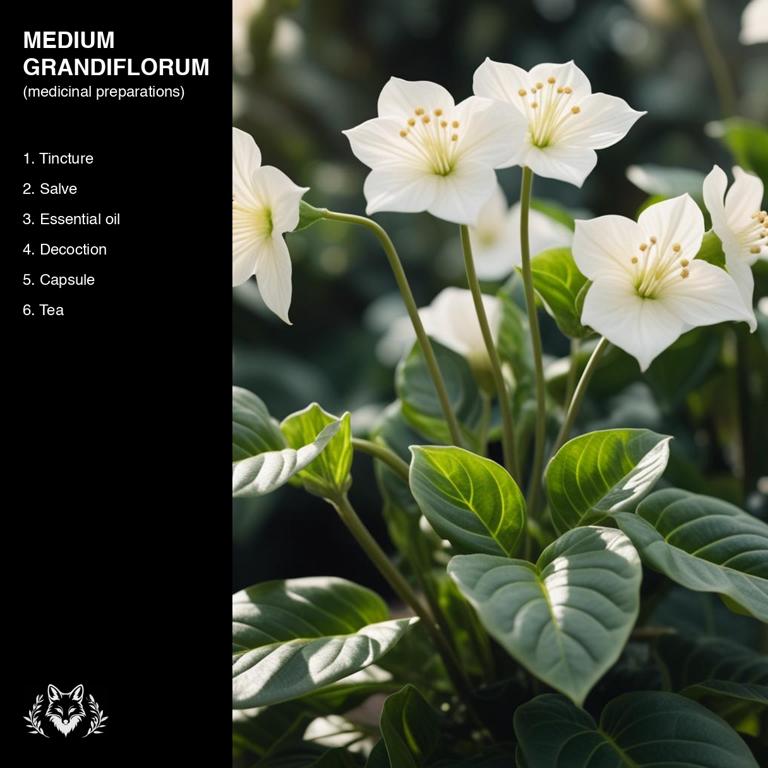 MEDIUM
GRANDIFLORUM
(medicinal preparations)
1. Tincture
2. Salve
3. Essential oil
4. Decoction
5. Capsule
6. Tea